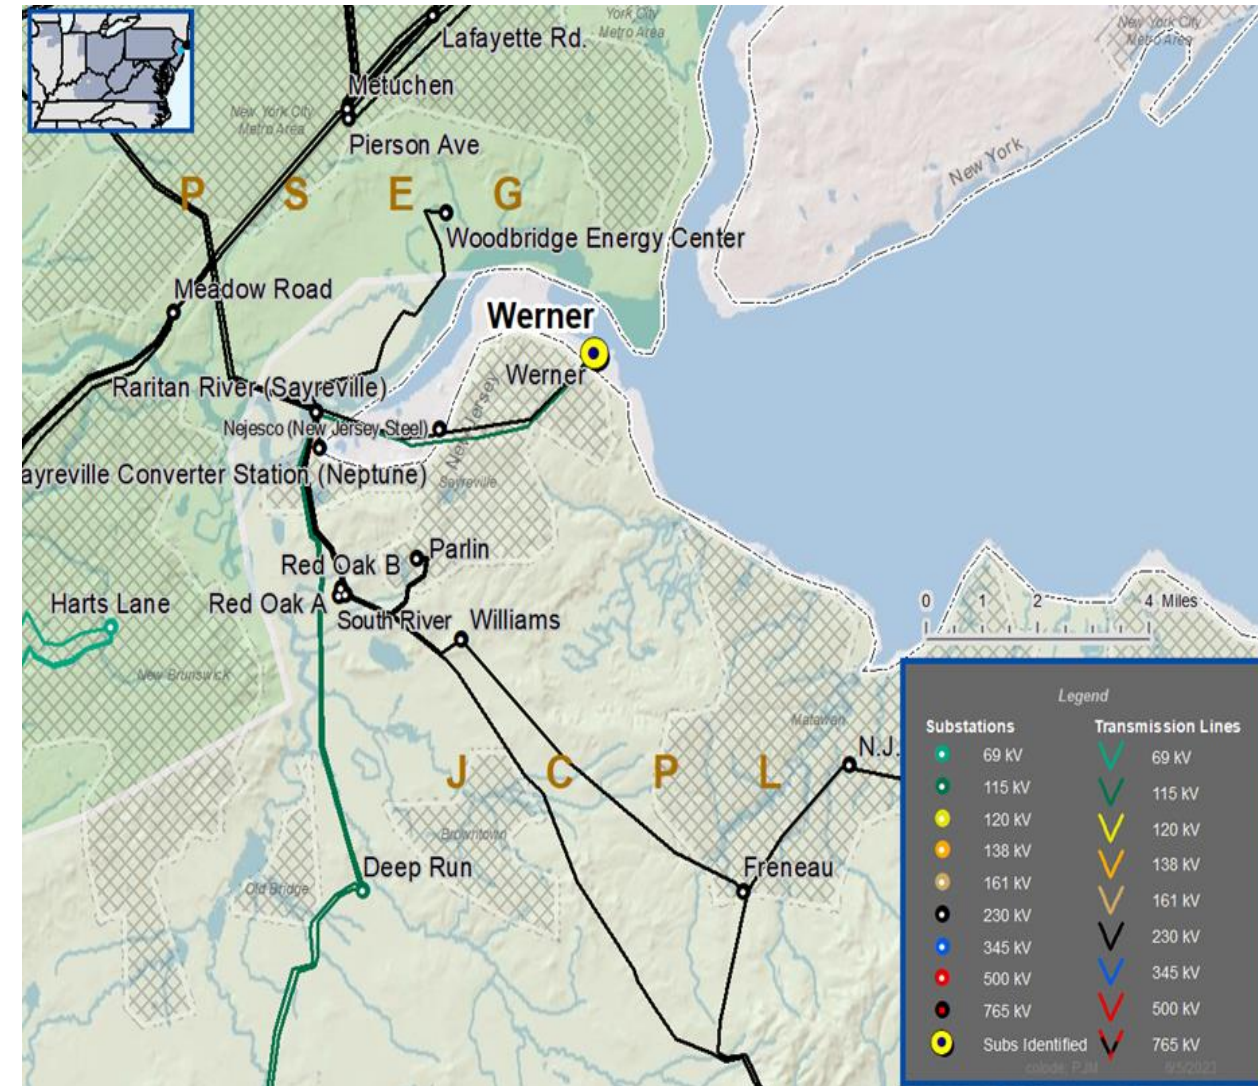 York City
Metro Area
New York City
Metro Area
Lafayette Rd.
Metuchen
New York City
Metro Area
Pierson Ave
New York
P S E G
Woodbridge Energy Center
Meadow Road
Werner
Werner
Raritan River (Sayreville)
New Jersey
Nejesco (New Jersey Steel)
ayreville Converter Station (Neptune)
Sayreville
Red Oak B
Parlin
Harts Lane
Red Oak A
South River
Williams
0 1 2 4 Miles
New Brunswick
Matawan
N.J.
J C P L
Browntown
Freneau
Deep Run
Old Bridge
Legend
Substations
69 kV
115 kV
120 kV
138 kV
161 kV
230 kV
345 kV
500 kV
765 kV
Subs Identified
Transmission Lines
69 kV
115 kV
120 kV
138 kV
161 kV
230 kV
345 kV
500 kV
765 kV